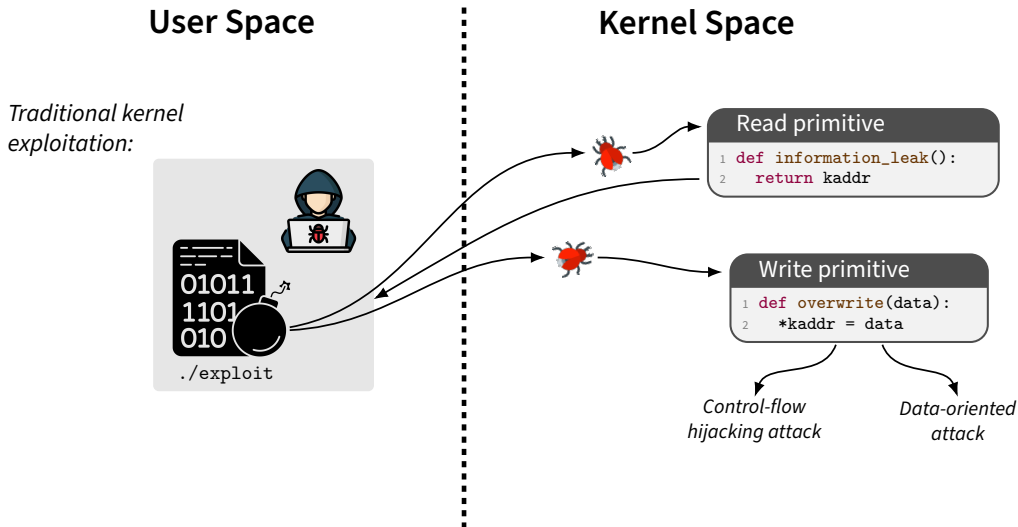 User Space
Kernel Space
Traditional kernel
exploitation:
01011
1101
010
./exploit
Read primitive
1 def information_leak():
2 return kaddr
Write primitive
1 def overwrite(data):
2 *kaddr = data
Control-flow
hijacking attack
Data-oriented
attack